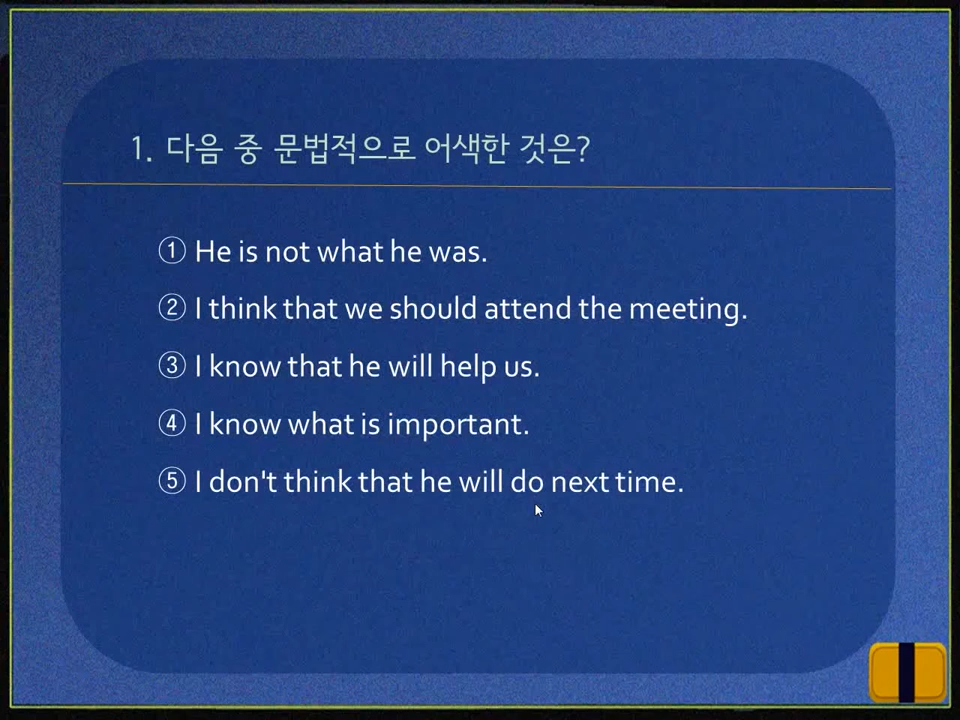 1. 다음 중 문법적으로 어색한 것은?
① He is not what he was.
② I think that we should attend the meeting.
③ I know that he will help us.
④ I know what is important.
⑤ I don't think that he will do next time.